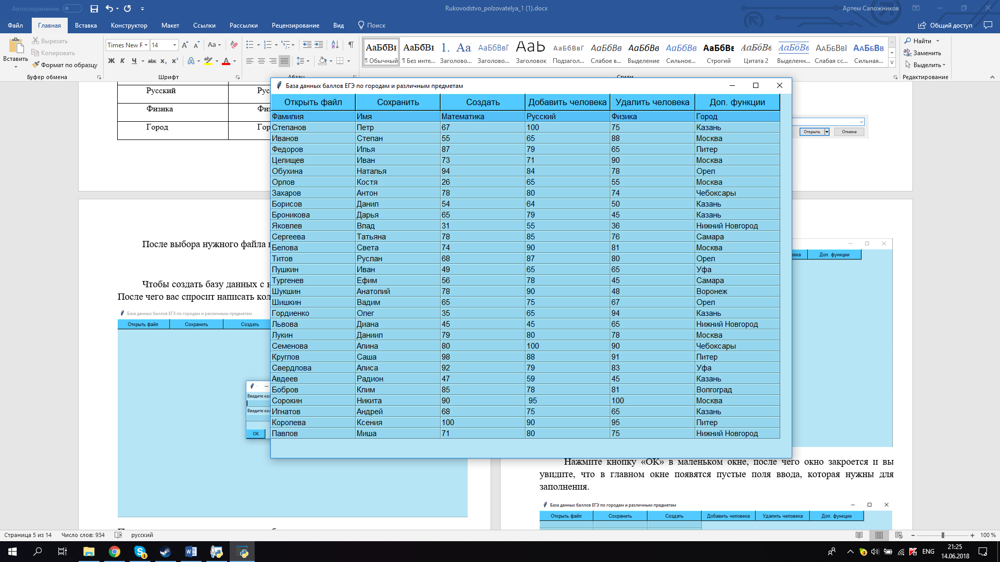 Автосохранение
Rukovodstvo_polzovatelya_1 (1).docx
Артем Сапожников
Файл Главная Вставка Конструктор Макет Ссылки Рассылки Рецензирование Вид Поиск Общий доступ
Вставить
Вырезать
Копировать
Формат по образцу
Буфер обмена
Times New R 14
Шрифт
Абзац
АаБбВвI АаБбВвI 1. Аа АаБбВвГ АаЬ АаБбВвГ АаБбВв АаБбВв АаБбВв АаБбВв АаБбВв АаБбВв АаБбВвI АаБбВв
¶ Обычный ¶ Без инте... Заголово... Заголово... Заголовок Подзагол... Слабое в... Выделение Сильное... Строгий Цитата 2 Выделенн... Слабая сс... Сильная...
Стили
Найти
Заменить
Выделить
Редактирование
Русский Рус
Физика Физ
Город Гор
Открыть Отмена
База данных баллов ЕГЭ по городам и различным предметам
Открыть файл Сохранить Создать Добавить человека Удалить человека Доп. функции
Фамилия Имя Математика Русский Физика Город
Степанов Петр 67 100 75 Казань
Иванов Степан 55 65 88 Москва
Федоров Илья 87 79 65 Питер
Целищев Иван 73 71 90 Москва
Обухина Наталья 94 84 78 Орел
Орлов Костя 26 65 55 Москва
Захаров Антон 78 80 74 Чебоксары
Борисов Данил 54 64 50 Казань
Броникова Дарья 65 79 45 Казань
Яковлев Влад 31 55 36 Нижний Новгород
Сергеева Татьяна 78 85 76 Самара
Белова Света 74 90 81 Москва
Титов Руслан 68 87 80 Орел
Пушкин Иван 49 65 65 Уфа
Тургенев Ефим 56 78 45 Самара
Шукшин Анатолий 78 90 48 Воронеж
Шишкин Вадим 65 75 67 Орел
Гордиенко Олег 35 65 94 Казань
Львова Диана 45 45 65 Нижний Новгород
Лукин Даниил 79 80 78 Москва
Семенова Алина 80 100 90 Чебоксары
Круглов Саша 98 88 91 Питер
Свердлова Алиса 92 79 83 Уфа
Авдеев Радион 47 59 45 Казань
Бобров Клим 85 78 81 Волгоград
Сорокин Никита 90 95 100 Москва
Игнатов Андрей 68 75 65 Казань
Королева Ксения 100 90 95 Питер
Павлов Миша 71 80 75 Нижний Новгород
После выбора нужного файла
Чтобы создать базу данных с
После чего вас спросит написать кол
База данных баллов ЕГЭ по городам и различным предметам
Открыть файл Сохранить Создать
Введите кол
Введите кол
ОК
века Доп. функции
Нажмите кнопку «ОК» в маленьком окне, после чего окно закроется и вы
увидите, что в главном окне появятся пустые поля ввода, которая нужны для
заполнения.
База данных баллов ЕГЭ по городам и различным предметам
Открыть файл Сохранить Создать Добавить человека Удалить человека Доп. функции
Страница 5 из 14 Число слов: 934 русский 100 %
ENG
21:25
14.06.2018